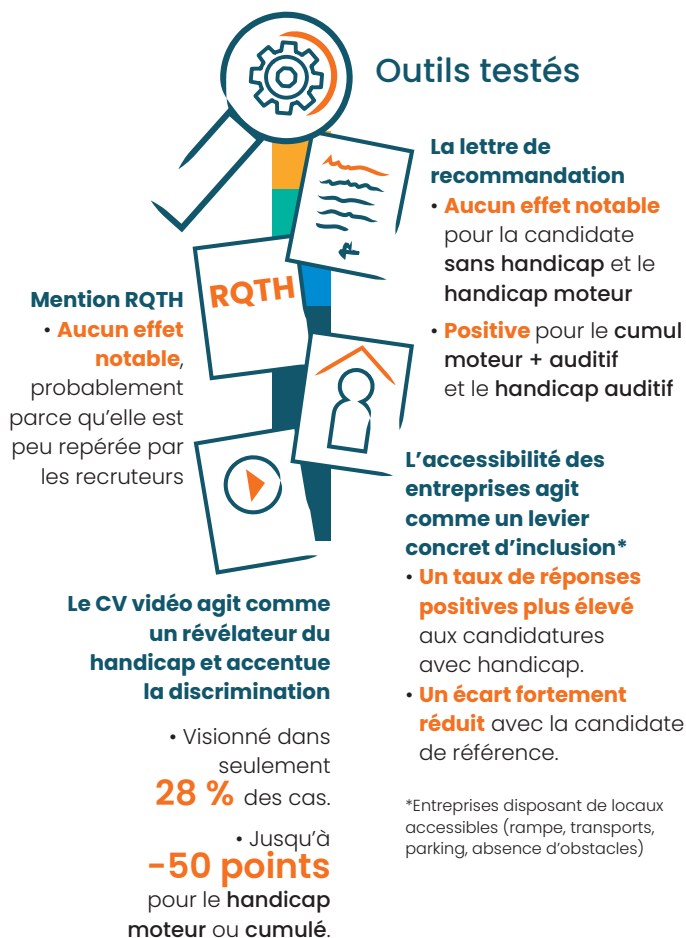 Outils testés
La lettre de
recommandation
• Aucun effet notable
pour la candidate
sans handicap et le
handicap moteur
• Positive pour le cumul
moteur + auditif
et le handicap auditif
RQTH
Mention RQTH
• Aucun effet
notable,
probablement
parce qu'elle est
peu repérée par
les recruteurs
L'accessibilité des
entreprises agit
comme un levier
concret d'inclusion*
• Un taux de réponses
positives plus élevé
aux candidatures
avec handicap.
• Un écart fortement
réduit avec la candidate
de référence.
*Entreprises disposant de locaux
accessibles (rampe, transports,
parking, absence d'obstacles)
Le CV vidéo agit comme
un révélateur du
handicap et accentue
la discrimination
• Visionné dans
seulement
28 % des cas.
• Jusqu'à
-50 points
pour le handicap
moteur ou cumulé.